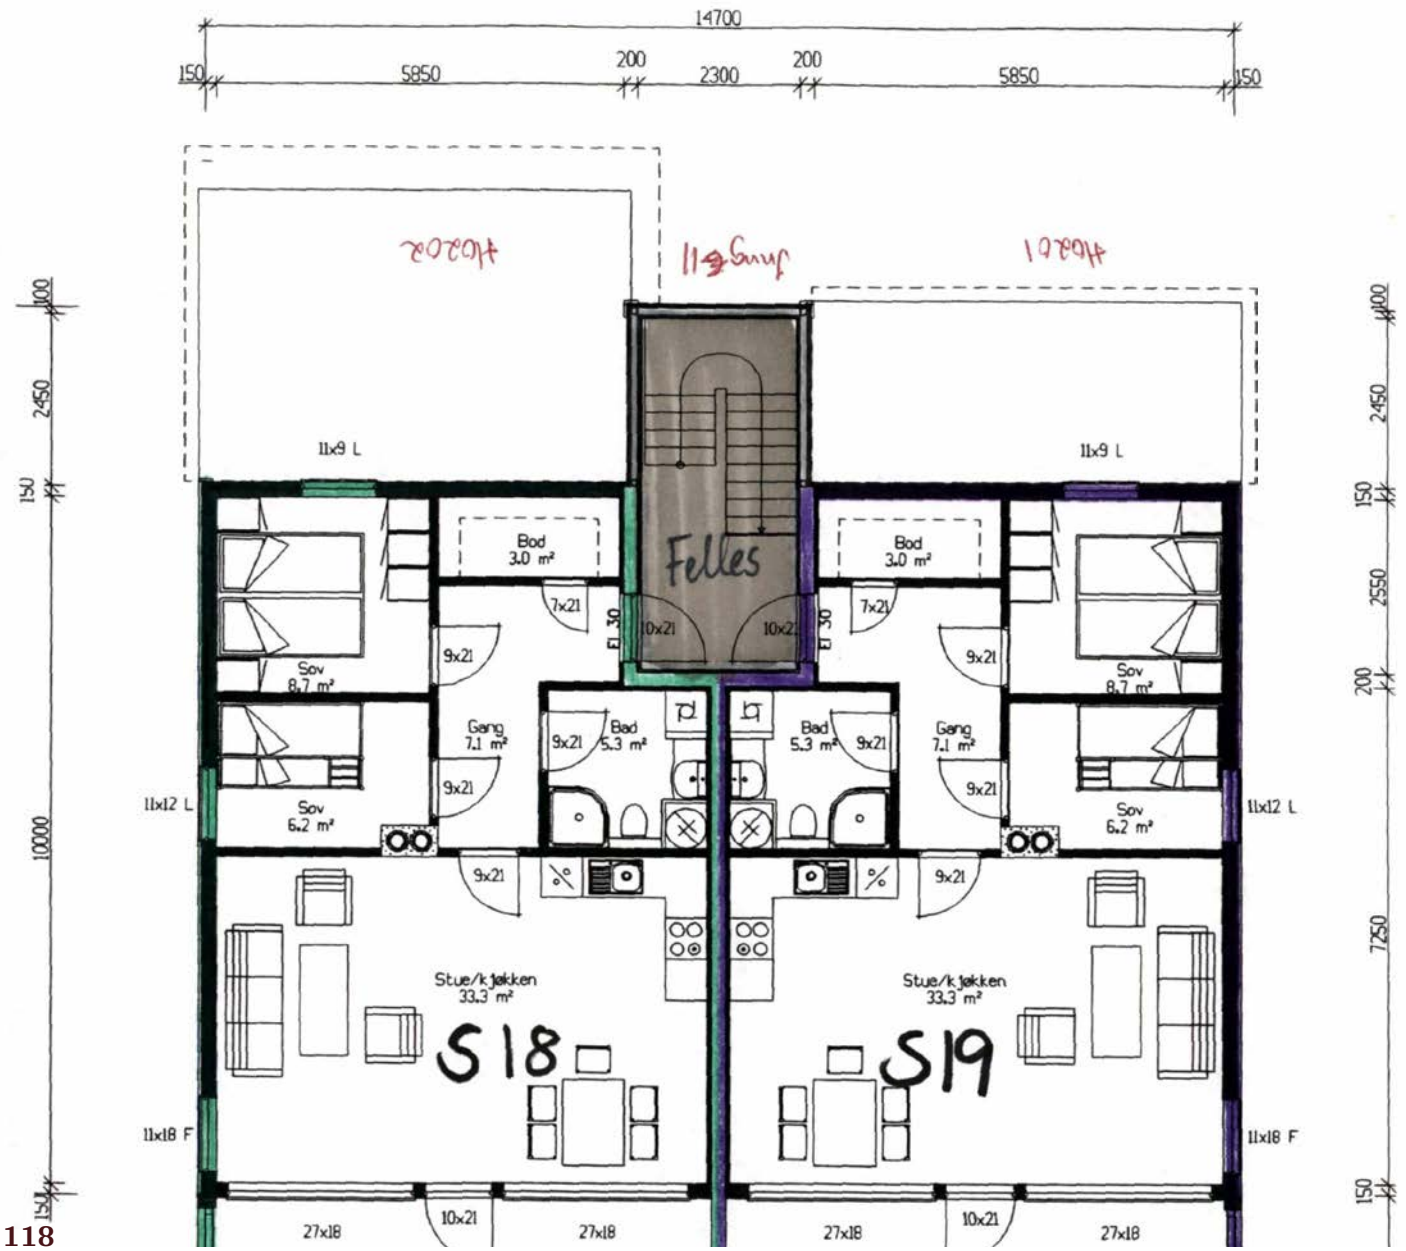 14700
150 5850 200 2300 200 5850 150
H0202
H0201
100
100
2450
2450
11x9 L
11x9 L
150
150
Bod
3.0 m²
Felles
Bod
3.0 m²
2550
7x21
EI 30
10x21
10x21
EI 30
7x21
9x21
9x21
Sov
8.7 m²
Sov
8.7 m²
200
Gang
7.1 m²
9x21
Bad
5.3 m²
Bad
5.3 m²
9x21
Gang
7.1 m²
9x21
9x21
11x12 L
Sov
6.2 m²
Sov
6.2 m²
11x12 L
10000
9x21
9x21
7250
Stue/kjøkken
33.3 m²
Stue/kjøkken
33.3 m²
S18
S19
11x18 F
11x18 F
150
150
27x18
10x21
27x18
27x18
10x21
27x18
118